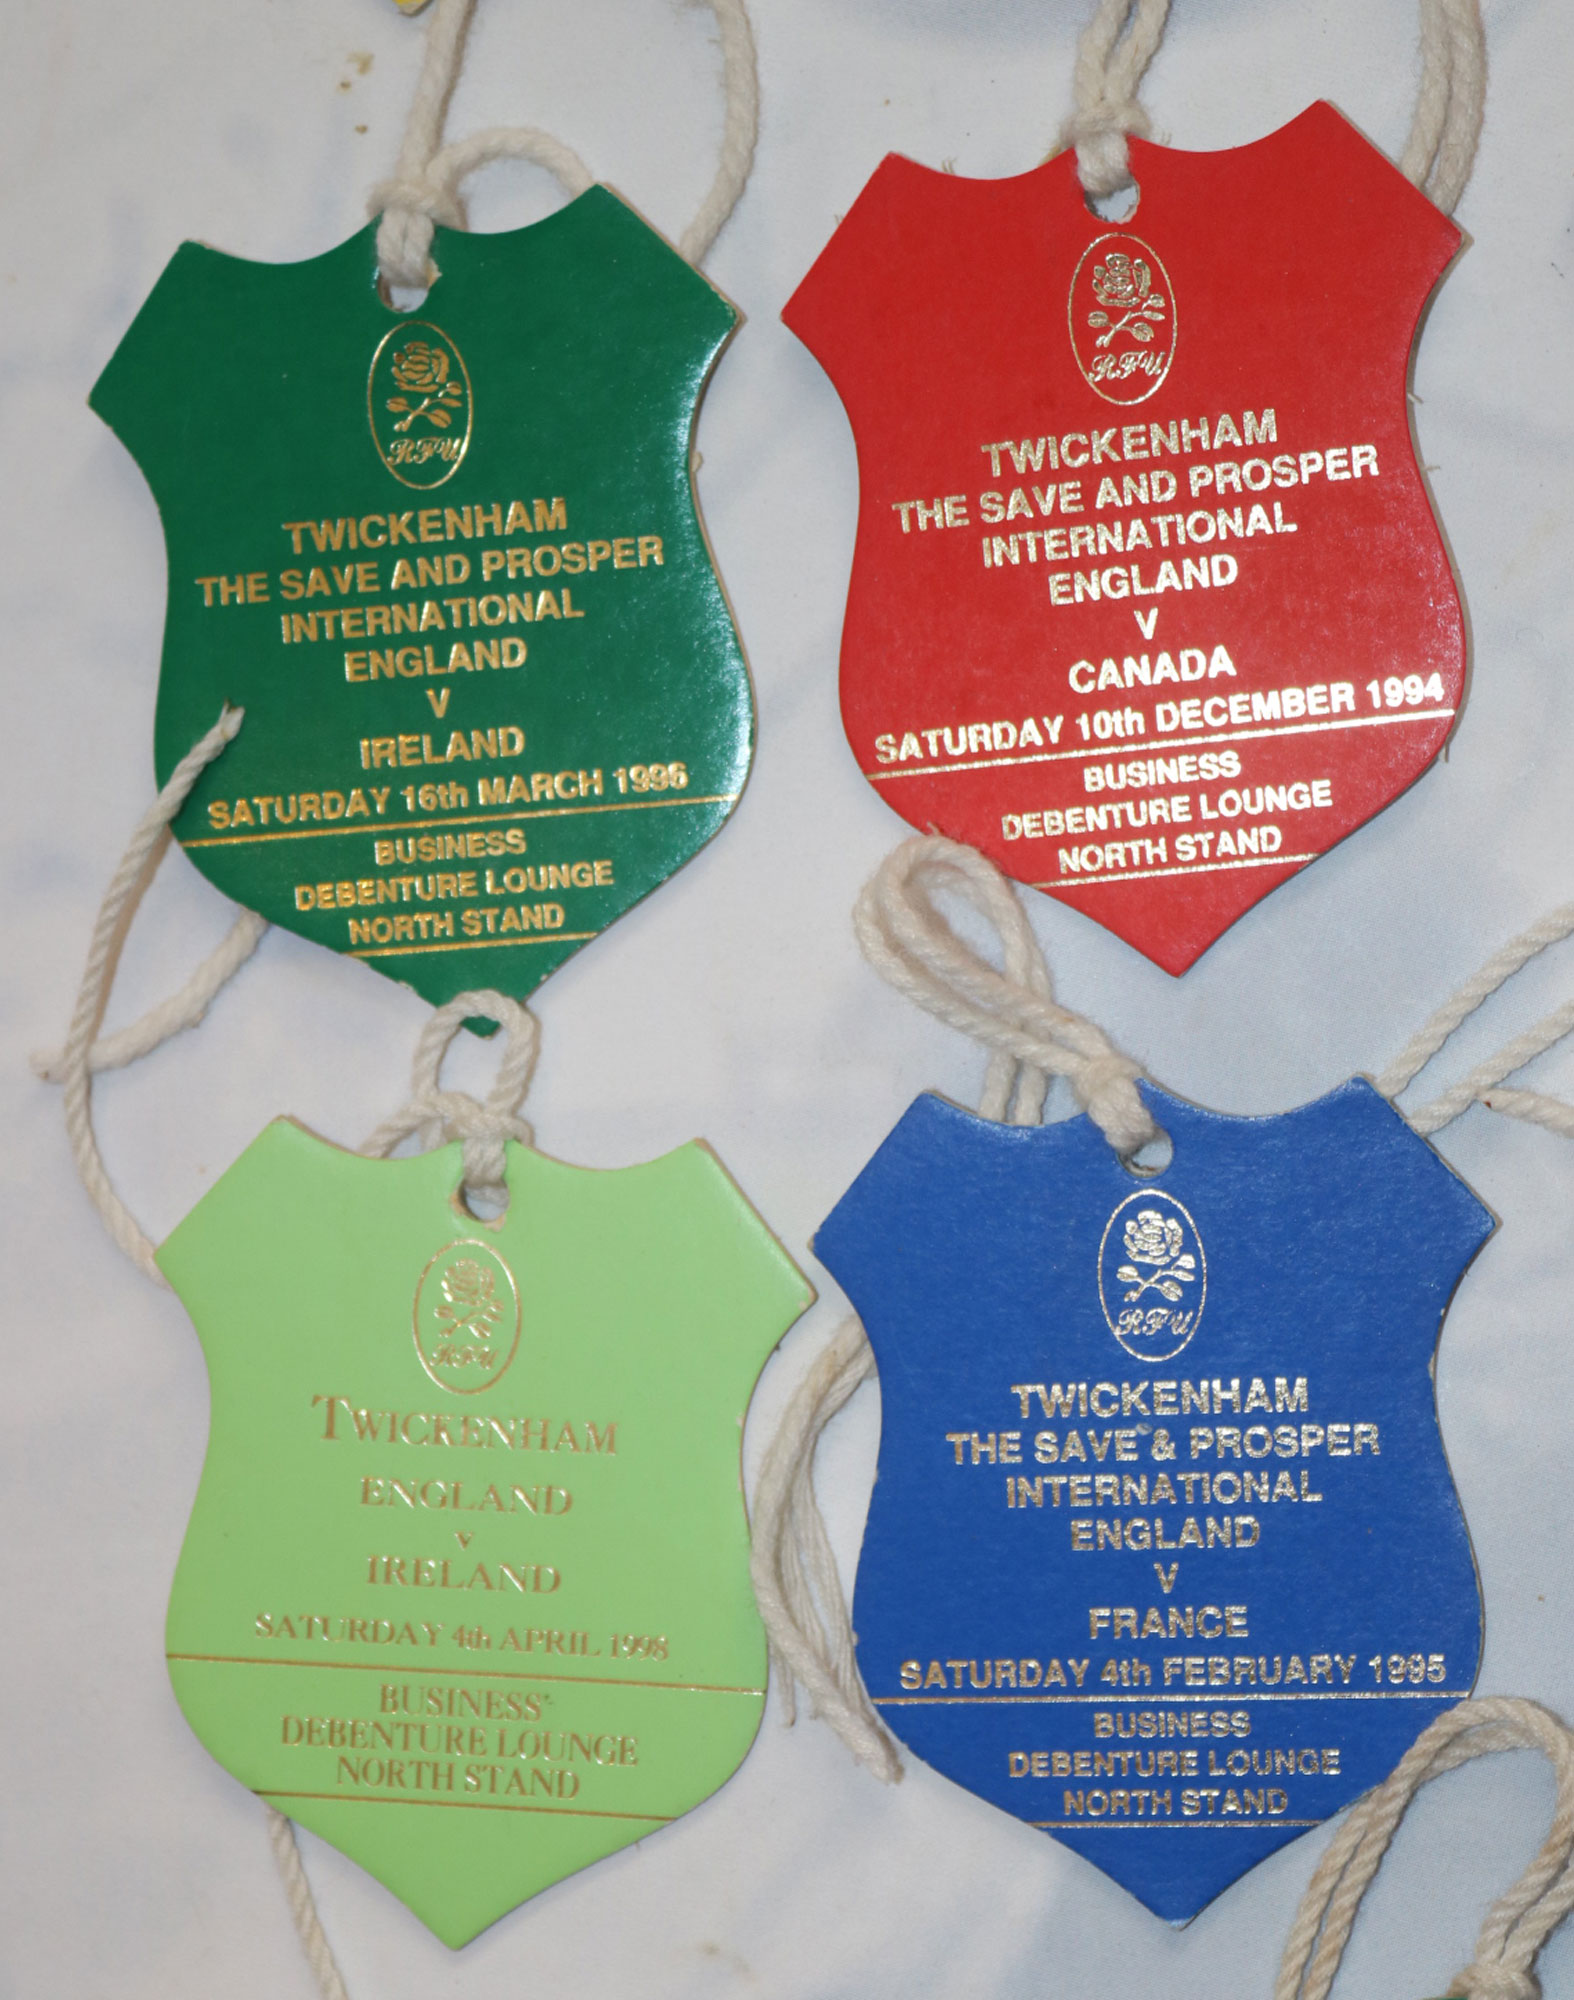 RFU
TWICKENHAM
THE SAVE AND PROSPER
INTERNATIONAL
ENGLAND
V
IRELAND
SATURDAY 16th MARCH 1996
BUSINESS
DEBENTURE LOUNGE
NORTH STAND
RFU
TWICKENHAM
THE SAVE AND PROSPER
INTERNATIONAL
ENGLAND
V
CANADA
SATURDAY 10th DECEMBER 1994
BUSINESS
DEBENTURE LOUNGE
NORTH STAND
RFU
TWICKENHAM
ENGLAND
v
IRELAND
SATURDAY 4th APRIL 1998
BUSINESS
DEBENTURE LOUNGE
NORTH STAND
RFU
TWICKENHAM
THE SAVE & PROSPER
INTERNATIONAL
ENGLAND
V
FRANCE
SATURDAY 4th FEBRUARY 1995
BUSINESS
DEBENTURE LOUNGE
NORTH STAND